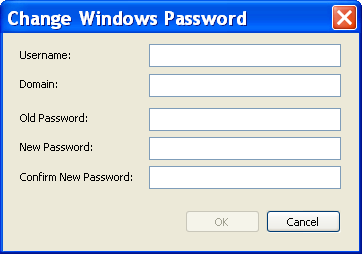 Change Windows Password
Username:
Domain:
Old Password:
New Password:
Confirm New Password:
OK Cancel